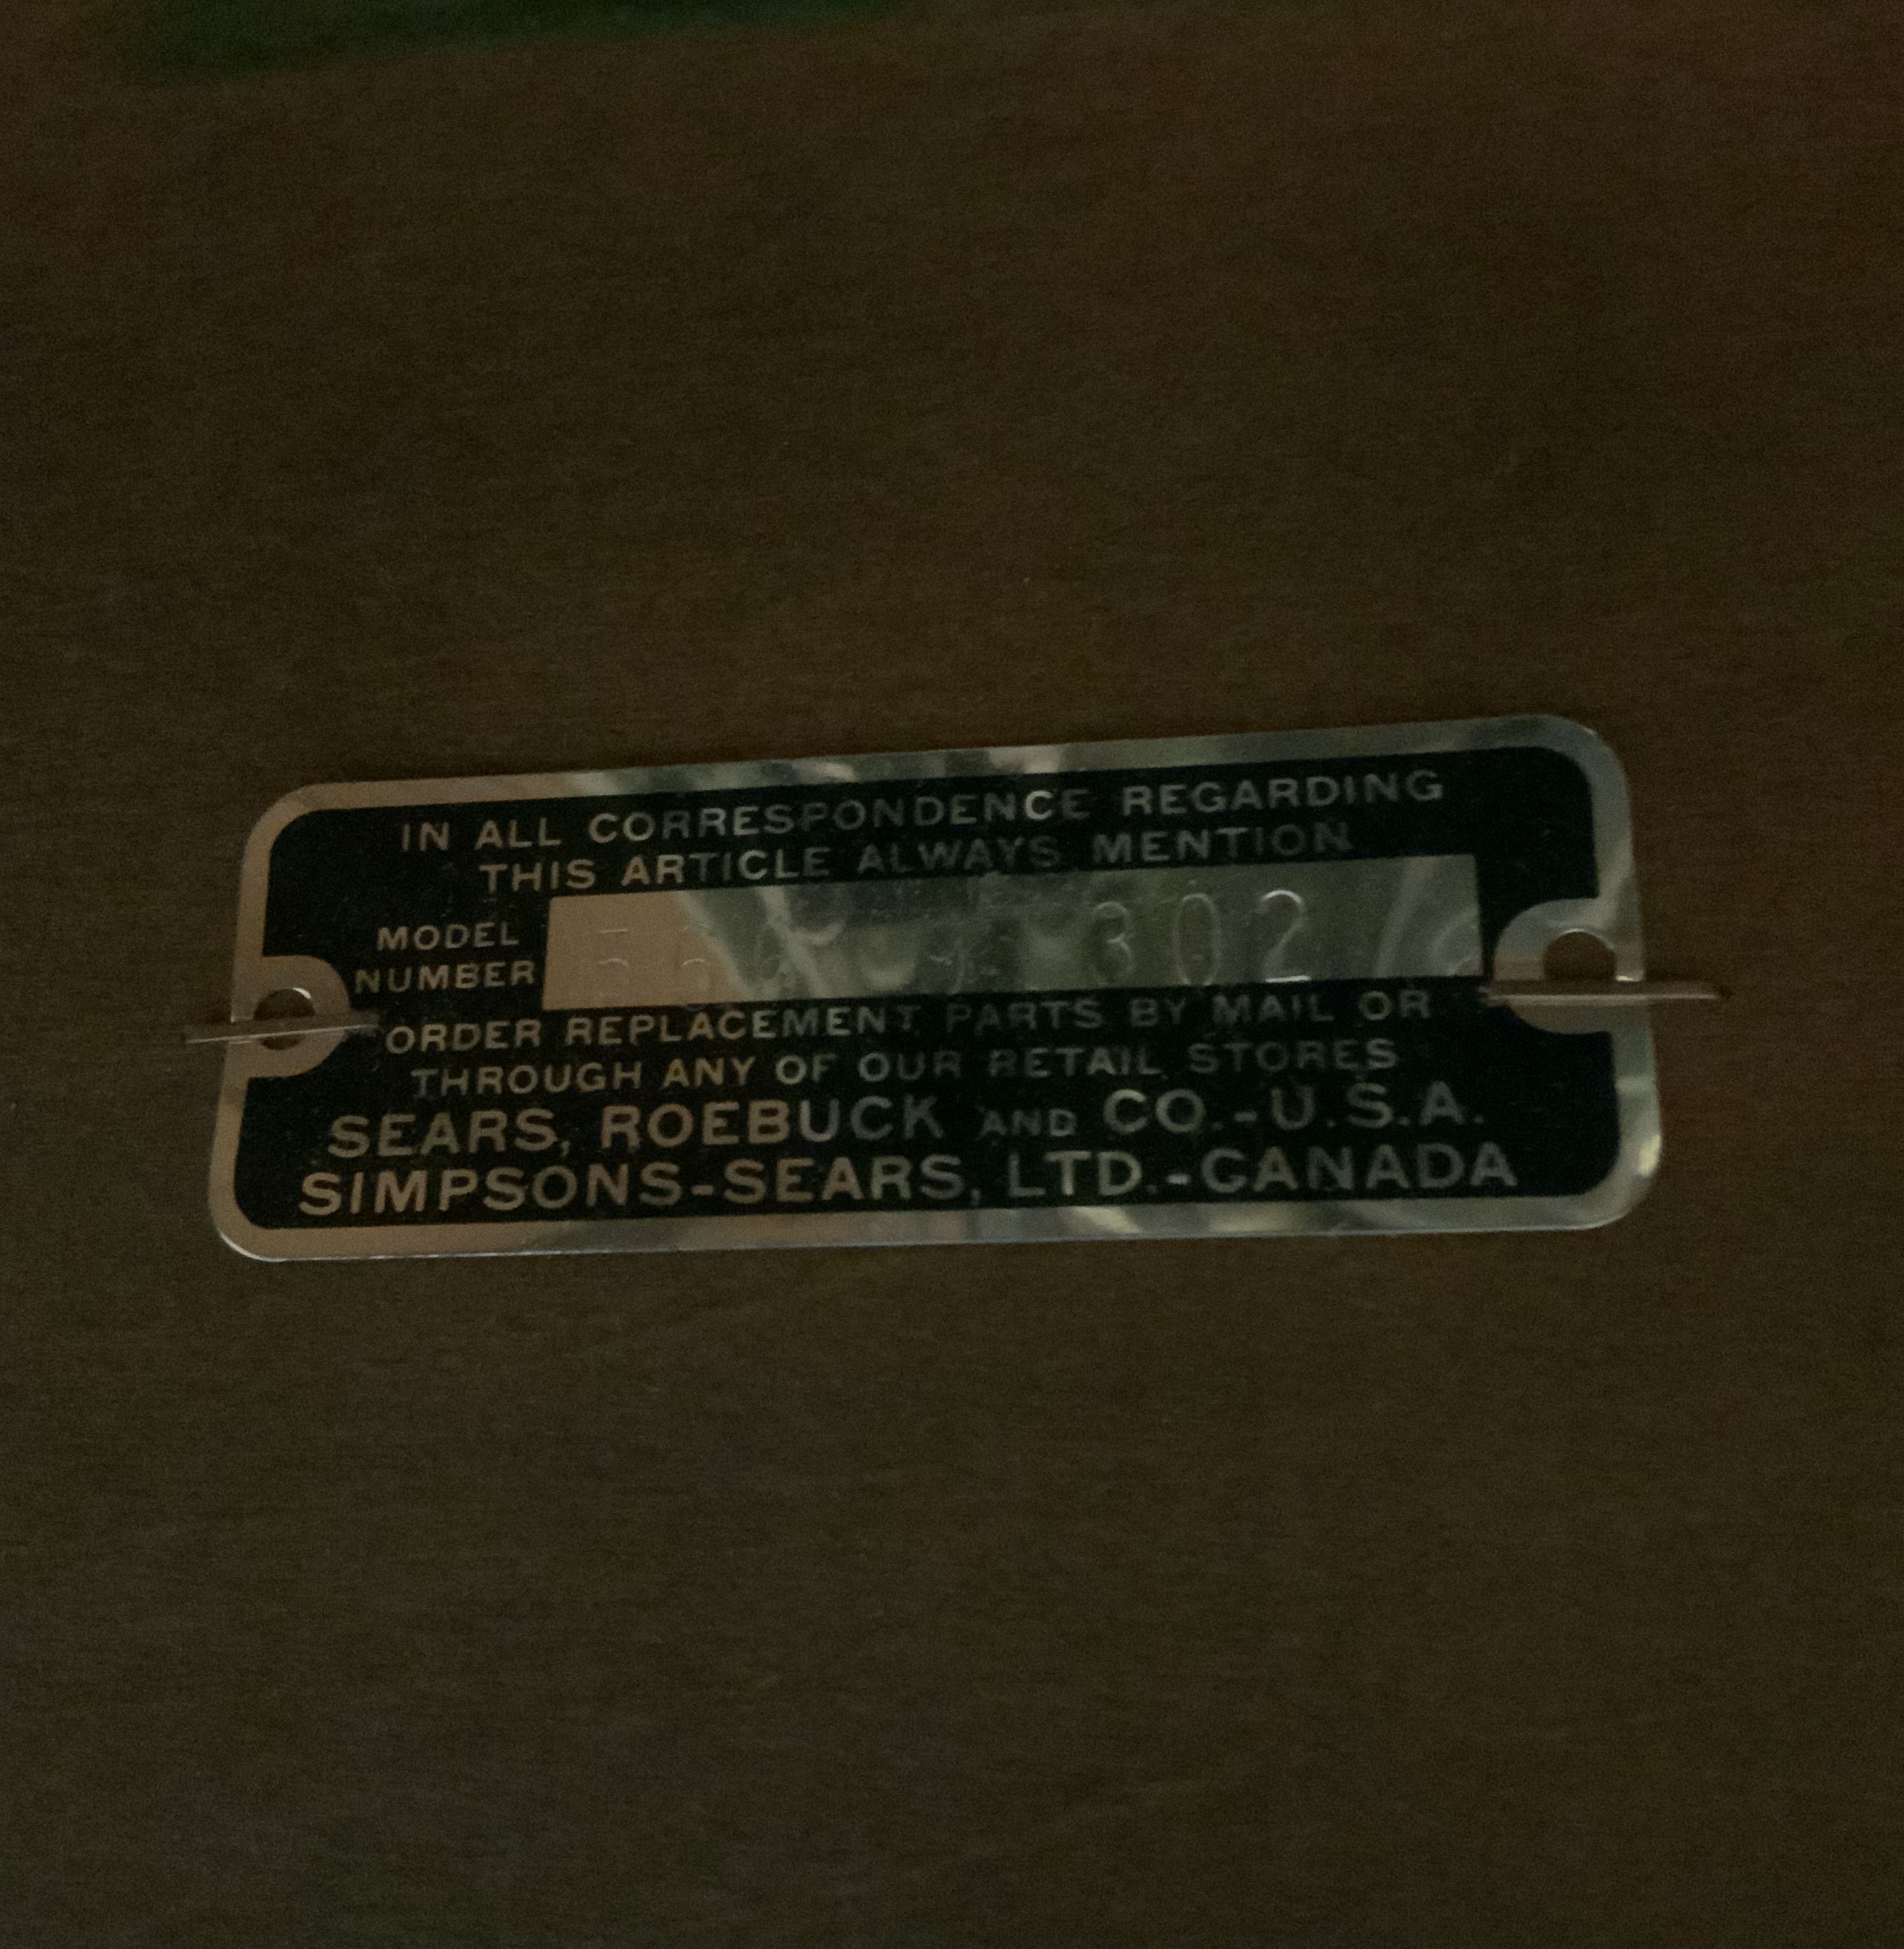 IN ALL CORRESPONDENCE REGARDING
THIS ARTICLE ALWAYS MENTION
MODEL
NUMBER
ORDER REPLACEMENT PARTS BY MAIL OR
THROUGH ANY OF OUR RETAIL STORES
SEARS, ROEBUCK AND CO.-U.S.A.
SIMPSONS-SEARS, LTD.-CANADA